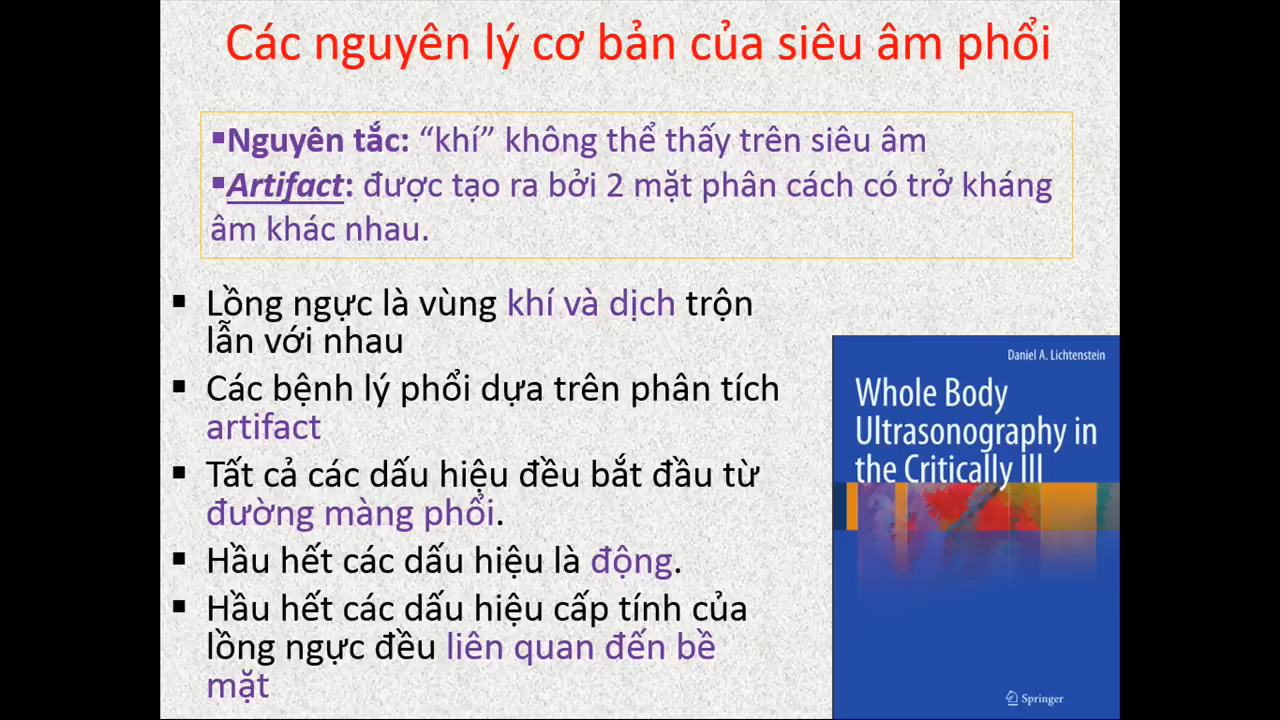 Các nguyên lý cơ bản của siêu âm phổi
▪Nguyên tắc: “khí” không thể thấy trên siêu âm
▪Artifact: được tạo ra bởi 2 mặt phân cách có trở kháng
âm khác nhau.
▪ Lồng ngực là vùng khí và dịch trộn
lẫn với nhau
▪ Các bệnh lý phổi dựa trên phân tích
artifact
▪ Tất cả các dấu hiệu đều bắt đầu từ
đường màng phổi.
▪ Hầu hết các dấu hiệu là động.
▪ Hầu hết các dấu hiệu cấp tính của
lồng ngực đều liên quan đến bề
mặt
Daniel A. Lichtenstein
Whole Body
Ultrasonography in
the Critically Ill
Springer